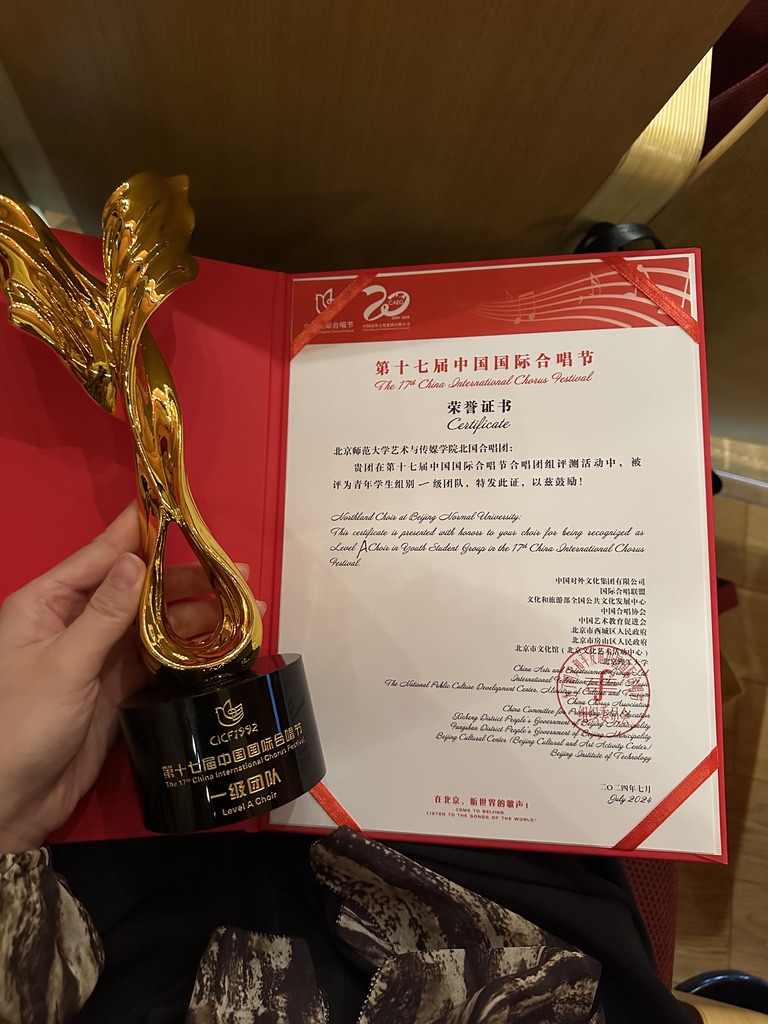 合唱节
CAEG
中国对外文化集团有限公司
第十七届中国国际合唱节
The 17th China International Chorus Festival
荣誉证书
Certificate
北京师范大学艺术与传媒学院北国合唱团:
贵团在第十七届中国国际合唱节合唱团组评测活动中，被
评为青年学生组别 一 级团队，特发此证，以兹鼓励！
Northland Choir at Beijing Normal University:
This certificate is presented with honors to your choir for being recognized as
Level A Choir in Youth Student Group in the 17th China International Chorus
Festival.
中国对外文化集团有限公司
国际合唱联盟
文化和旅游部全国公共文化发展中心
中国合唱协会
中国艺术教育促进会
北京市西城区人民政府
北京市房山区人民政府
北京市文化馆（北京文化艺术活动中心）
北京理工大学
China Arts and Entertainment Group Ltd.
International Federation for Choral Music
The National Public Culture Development Center, Ministry of Culture and Tourism
China Chorus Association
China Committee for Education
Xicheng District People's Government of Beijing Municipality
Fangshan District People's Government of Beijing Municipality
Beijing Cultural Center (Beijing Cultural and Art Activity Center)
Beijing Institute of Technology
二〇二四年七月
July 2024
在北京，听世界的歌声！
COME TO BEIJING,
LISTEN TO THE SONGS OF THE WORLD!
CICF1992
第十七届中国国际合唱节
The 17th China International Chorus Festival
一级团队
Level A Choir